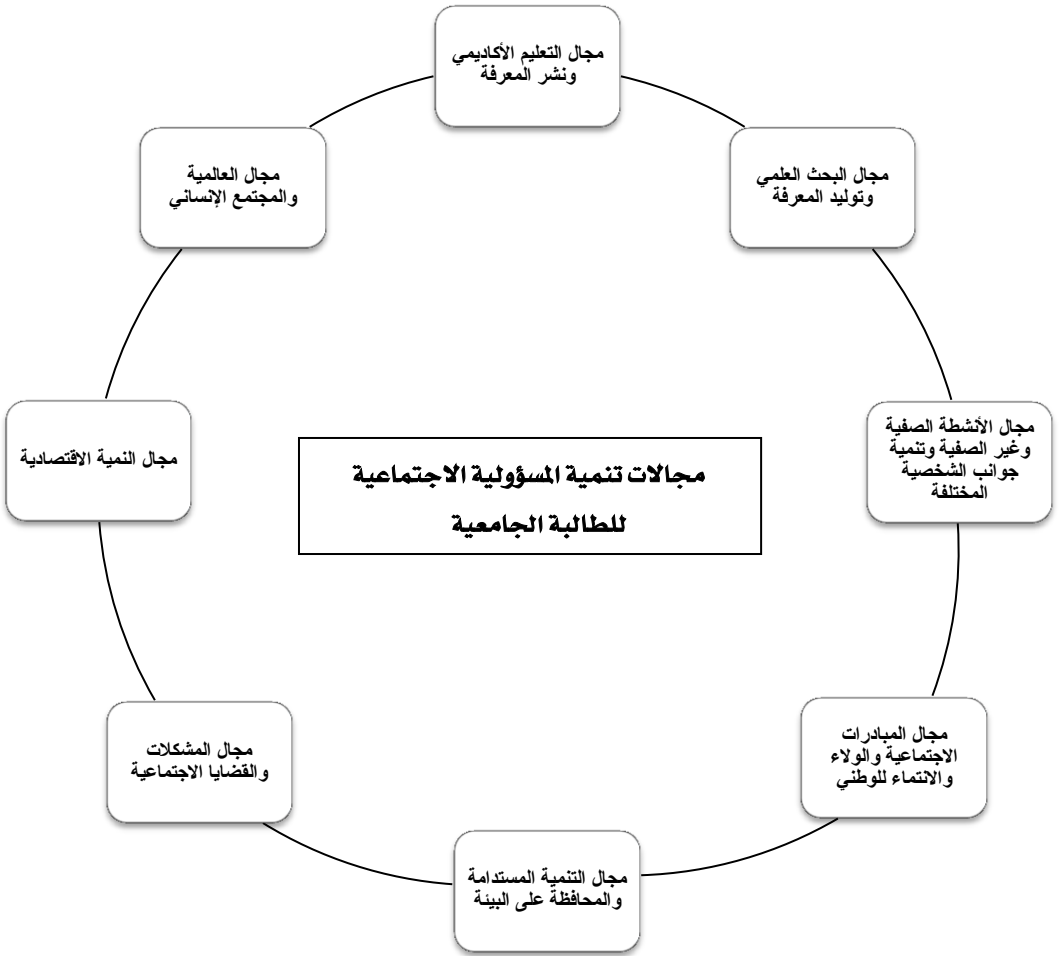 مجال التعليم الأكاديمي
ونشر المعرفة
مجال البحث العلمي
وتوليد المعرفة
مجال الأنشطة الصفية
وغير الصفية وتنمية
جوانب الشخصية
المختلفة
مجال المبادرات
الاجتماعية والولاء
والانتماء للوطني
مجال التنمية المستدامة
والمحافظة على البيئة
مجال المشكلات
والقضايا الاجتماعية
مجال النمية الاقتصادية
مجال العالمية
والمجتمع الإنساني
مجالات تنمية المسؤولية الاجتماعية
للطالبة الجامعية